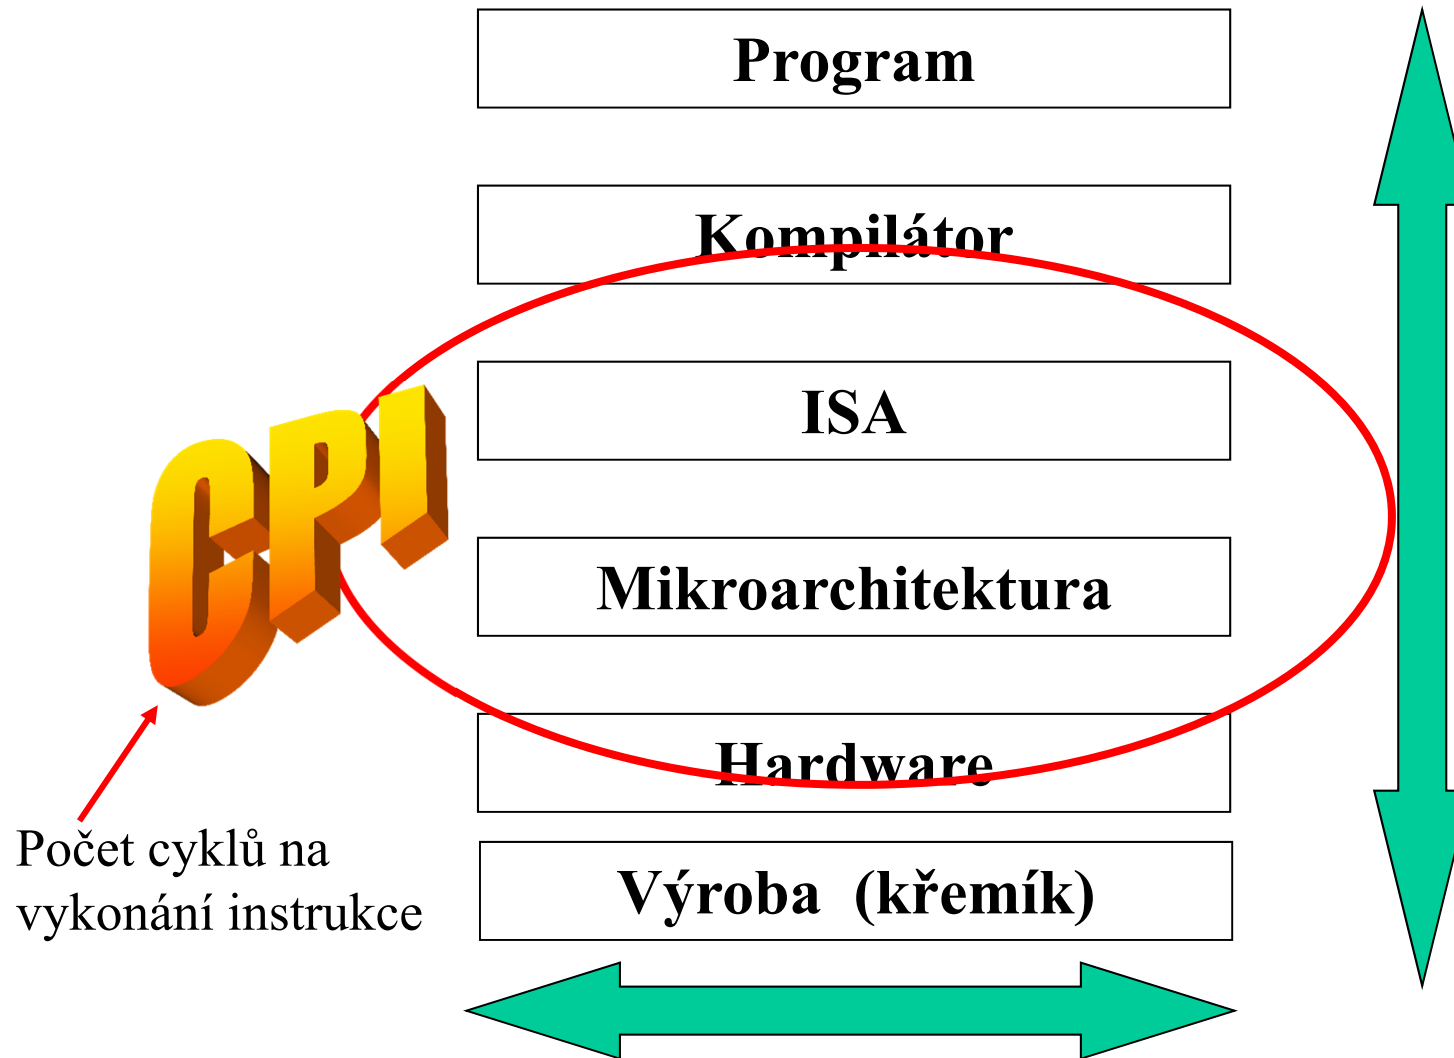 Program
Kompilátor
ISA
CPI
Mikroarchitektura
Hardware
Počet cyklů na
vykonání instrukce
Výroba (křemík)